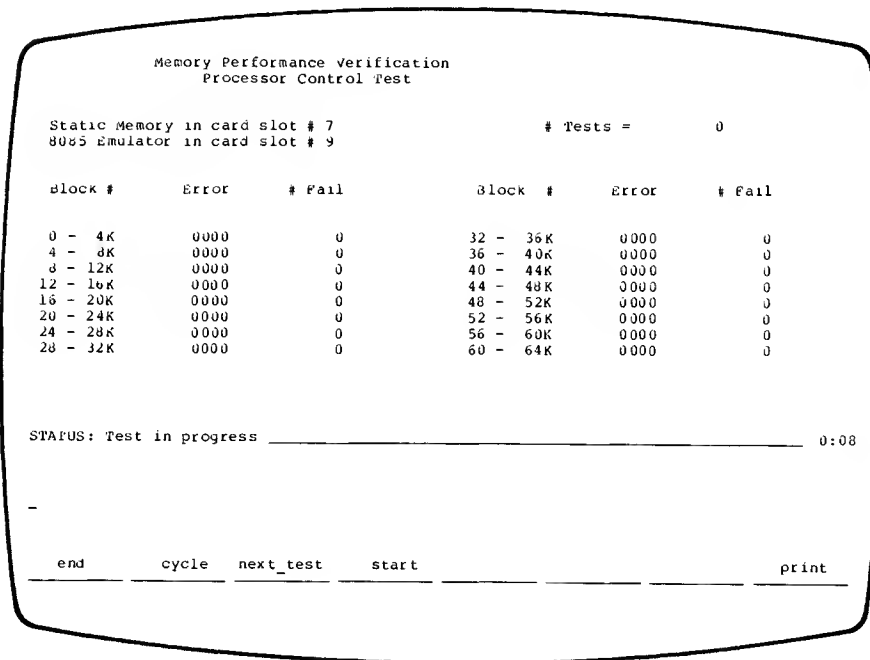 Memory Performance Verification
Processor Control Test
Static Memory in card slot # 7 # Tests = 0
8085 Emulator in card slot # 9
Block # Error # Fail Block # Error # Fail
0 - 4K 0000 0 32 - 36K 0000 0
4 - 8K 0000 0 36 - 40K 0000 0
8 - 12K 0000 0 40 - 44K 0000 0
12 - 16K 0000 0 44 - 48K 0000 0
16 - 20K 0000 0 48 - 52K 0000 0
20 - 24K 0000 0 52 - 56K 0000 0
24 - 28K 0000 0 56 - 60K 0000 0
28 - 32K 0000 0 60 - 64K 0000 0
STATUS: Test in progress 0:08
end cycle next_test start print